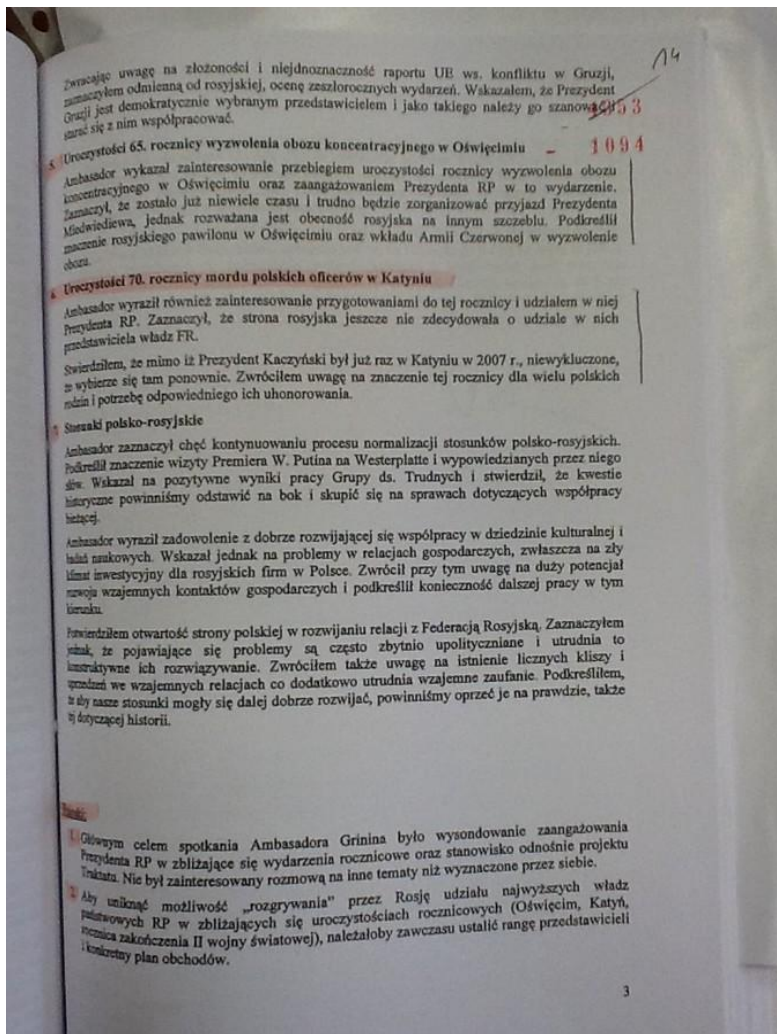 14
Zwracając uwagę na złożoności i niejdnoznaczność raportu UE ws. konfliktu w Gruzji,
zaznaczyłem odmienną od rosyjskiej, ocenę zeszłorocznych wydarzeń. Wskazałem, że Prezydent
Gruzji jest demokratycznie wybranym przedstawicielem i jako takiego należy go szanować i
starać się z nim współpracować.
1094
5. Uroczystości 65. rocznicy wyzwolenia obozu koncentracyjnego w Oświęcimiu
Ambasador wykazał zainteresowanie przebiegiem uroczystości rocznicy wyzwolenia obozu
koncentracyjnego w Oświęcimiu oraz zaangażowaniem Prezydenta RP w to wydarzenie.
Zaznaczył, że zostało już niewiele czasu i trudno będzie zorganizować przyjazd Prezydenta
Miedwiediewa, jednak rozważana jest obecność rosyjska na innym szczeblu. Podkreślił
znaczenie rosyjskiego pawilonu w Oświęcimiu oraz wkładu Armii Czerwonej w wyzwolenie
obozu.
6. Uroczystości 70. rocznicy mordu polskich oficerów w Katyniu
Ambasador wyraził również zainteresowanie przygotowaniami do tej rocznicy i udziałem w niej
Prezydenta RP. Zaznaczył, że strona rosyjska jeszcze nie zdecydowała o udziale w nich
przedstawiciela władz FR.
Stwierdziłem, że mimo iż Prezydent Kaczyński był już raz w Katyniu w 2007 r., niewykluczone,
że wybierze się tam ponownie. Zwróciłem uwagę na znaczenie tej rocznicy dla wielu polskich
rodzin i potrzebę odpowiedniego ich uhonorowania.
7. Stosunki polsko-rosyjskie
Ambasador zaznaczył chęć kontynuowaniu procesu normalizacji stosunków polsko-rosyjskich.
Podkreślił znaczenie wizyty Premiera W. Putina na Westerplatte i wypowiedzianych przez niego
słów. Wskazał na pozytywne wyniki pracy Grupy ds. Trudnych i stwierdził, że kwestie
historyczne powinniśmy odstawić na bok i skupić się na sprawach dotyczących współpracy
bieżącej.
Ambasador wyraził zadowolenie z dobrze rozwijającej się współpracy w dziedzinie kulturalnej i
badań naukowych. Wskazał jednak na problemy w relacjach gospodarczych, zwłaszcza na zły
klimat inwestycyjny dla rosyjskich firm w Polsce. Zwrócił przy tym uwagę na duży potencjał
rozwoju wzajemnych kontaktów gospodarczych i podkreślił konieczność dalszej pracy w tym
kierunku.
Potwierdziłem otwartość strony polskiej w rozwijaniu relacji z Federacją Rosyjską. Zaznaczyłem
jednak, że pojawiające się problemy są często zbytnio upolityczniane i utrudnia to
konstruktywne ich rozwiązywanie. Zwróciłem także uwagę na istnienie licznych kliszy i
uprzedzeń we wzajemnych relacjach co dodatkowo utrudnia wzajemne zaufanie. Podkreśliłem,
że aby nasze stosunki mogły się dalej dobrze rozwijać, powinniśmy oprzeć je na prawdzie, także
tej dotyczącej historii.
1. Głównym celem spotkania Ambasadora Grinina było wysondowanie zaangażowania
Prezydenta RP w zbliżające się wydarzenia rocznicowe oraz stanowisko odnośnie projektu
Traktatu. Nie był zainteresowany rozmową na inne tematy niż wyznaczone przez siebie.
2. Aby uniknąć możliwość „rozgrywania” przez Rosję udziału najwyższych władz
państwowych RP w zbliżających się uroczystościach rocznicowych (Oświęcim, Katyń,
rocznica zakończenia II wojny światowej), należałoby zawczasu ustalić rangę przedstawicieli
i konkretny plan obchodów.
3